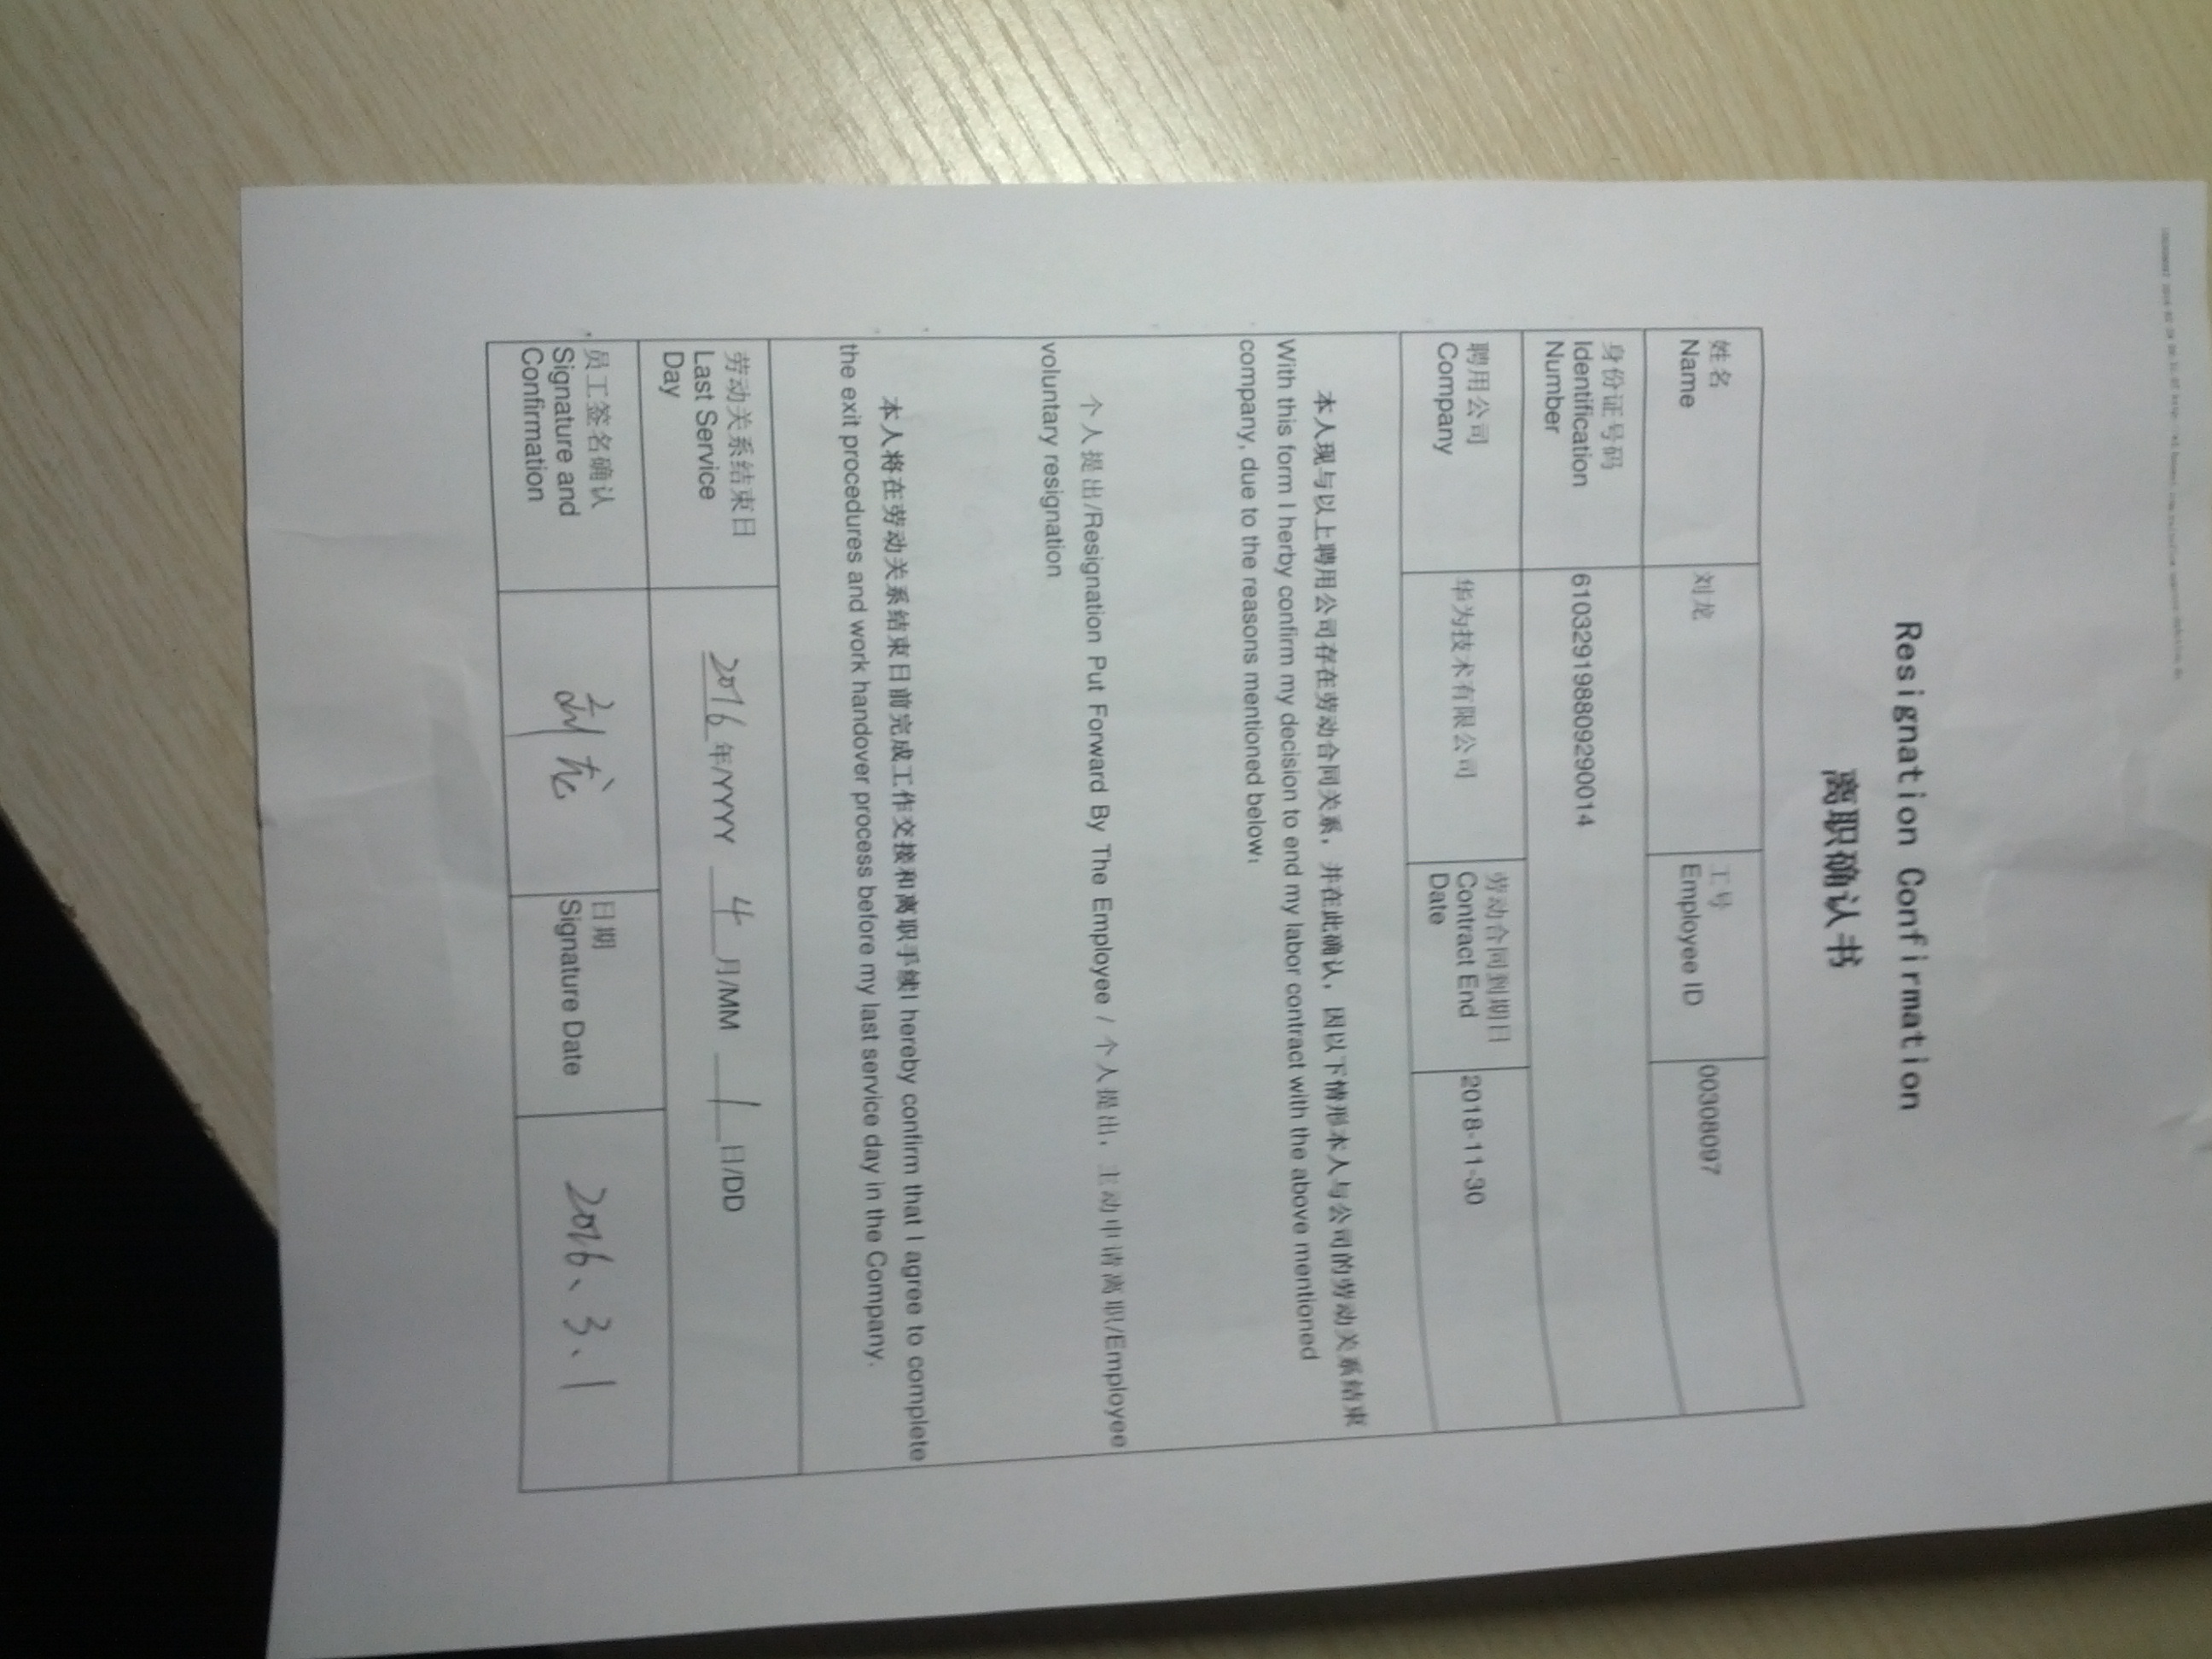 Resignation Confirmation
离职确认书
姓名 刘龙 工号 00308097
Name Employee ID
身份证号码 610329198809290014
Identification
Number
聘用公司 华为技术有限公司 劳动合同到期日 2018-11-30
Company Contract End
Date
本人现与以上聘用公司存在劳动合同关系，并在此确认，因以下情形本人与公司的劳动关系结束
With this form I herby confirm my decision to end my labor contract with the above mentioned
company, due to the reasons mentioned below:
个人提出/Resignation Put Forward By The Employee / 个人提出，主动申请离职/Employee
voluntary resignation
本人将在劳动关系结束日前完成工作交接和离职手续I hereby confirm that I agree to complete
the exit procedures and work handover process before my last service day in the Company.
劳动关系结束日 2016年/YYYY 4月/MM 1日/DD
Last Service
Day
员工签名确认 刘龙 日期 2016、3、1
Signature and Signature Date
Confirmation